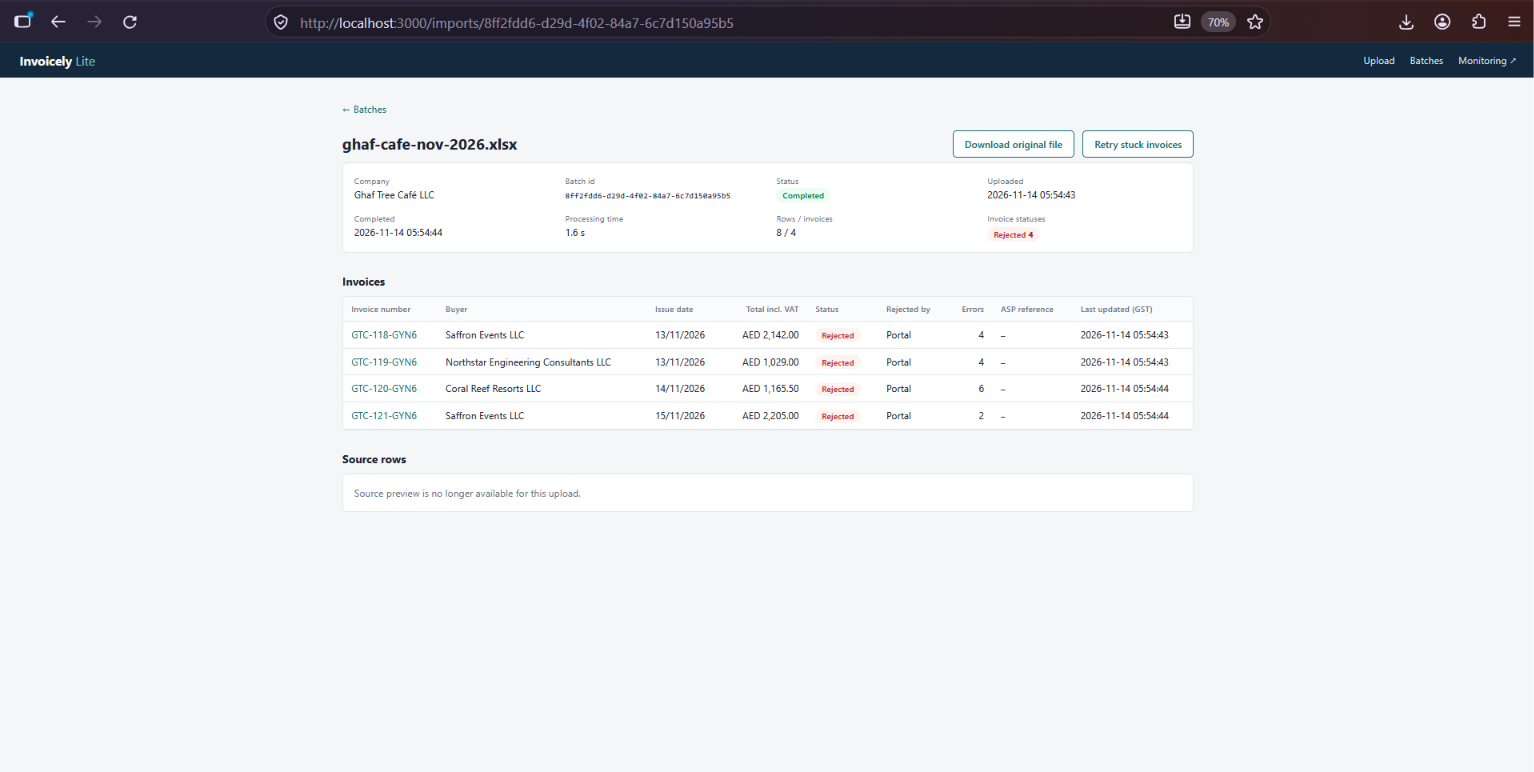 http://localhost:3000/imports/8ff2fdd6-d29d-4f02-84a7-6c7d150a95b5 70%
Invoicely Lite Upload Batches Monitoring ↗
← Batches
ghaf-cafe-nov-2026.xlsx Download original file Retry stuck invoices
Company Batch id Status Uploaded
Ghaf Tree Café LLC 8ff2fdd6-d29d-4f02-84a7-6c7d150a95b5 Completed 2026-11-14 05:54:43
Completed Processing time Rows / invoices Invoice statuses
2026-11-14 05:54:44 1.6 s 8 / 4 Rejected 4
Invoices
Invoice number Buyer Issue date Total incl. VAT Status Rejected by Errors ASP reference Last updated (GST)
GTC-118-GYN6 Saffron Events LLC 13/11/2026 AED 2,142.00 Rejected Portal 4 – 2026-11-14 05:54:43
GTC-119-GYN6 Northstar Engineering Consultants LLC 13/11/2026 AED 1,029.00 Rejected Portal 4 – 2026-11-14 05:54:43
GTC-120-GYN6 Coral Reef Resorts LLC 14/11/2026 AED 1,165.50 Rejected Portal 6 – 2026-11-14 05:54:44
GTC-121-GYN6 Saffron Events LLC 15/11/2026 AED 2,205.00 Rejected Portal 2 – 2026-11-14 05:54:44
Source rows
Source preview is no longer available for this upload.